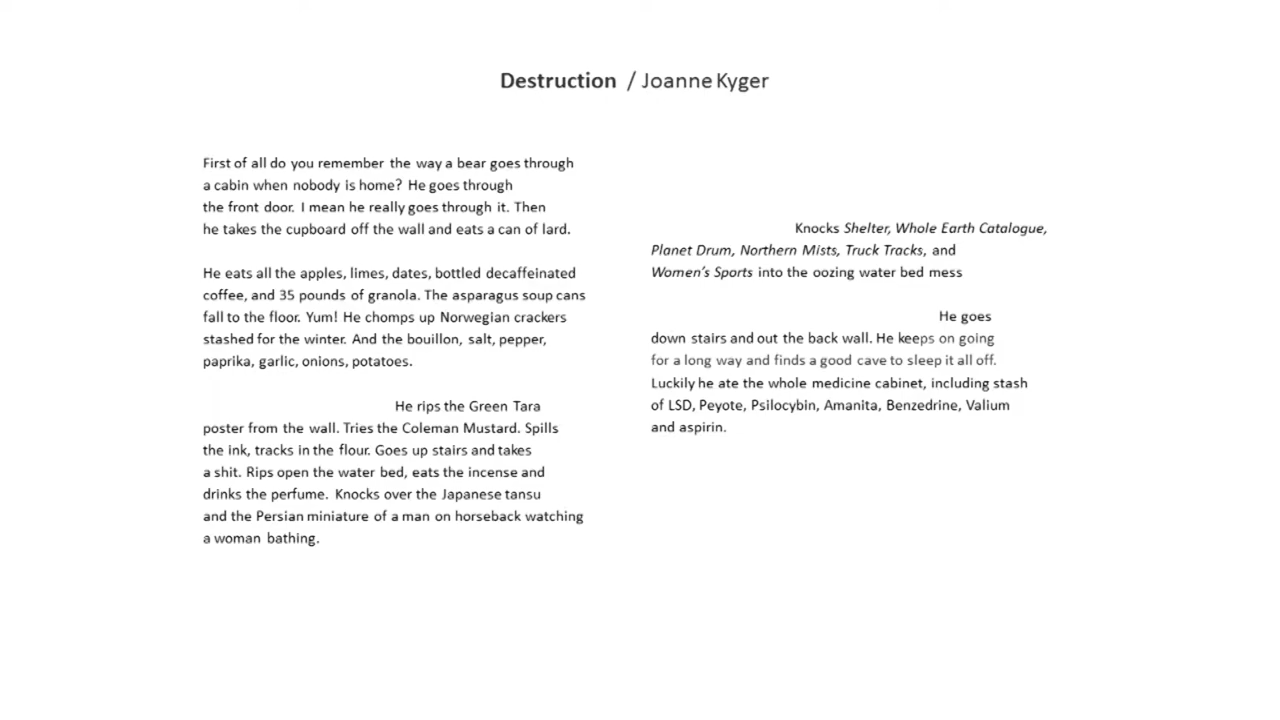 Destruction / Joanne Kyger
First of all do you remember the way a bear goes through
a cabin when nobody is home? He goes through
the front door. I mean he really goes through it. Then
he takes the cupboard off the wall and eats a can of lard.
He eats all the apples, limes, dates, bottled decaffeinated
coffee, and 35 pounds of granola. The asparagus soup cans
fall to the floor. Yum! He chomps up Norwegian crackers
stashed for the winter. And the bouillon, salt, pepper,
paprika, garlic, onions, potatoes.
He rips the Green Tara
poster from the wall. Tries the Coleman Mustard. Spills
the ink, tracks in the flour. Goes up stairs and takes
a shit. Rips open the water bed, eats the incense and
drinks the perfume. Knocks over the Japanese tansu
and the Persian miniature of a man on horseback watching
a woman bathing.
Knocks Shelter, Whole Earth Catalogue,
Planet Drum, Northern Mists, Truck Tracks, and
Women's Sports into the oozing water bed mess
He goes
down stairs and out the back wall. He keeps on going
for a long way and finds a good cave to sleep it all off.
Luckily he ate the whole medicine cabinet, including stash
of LSD, Peyote, Psilocybin, Amanita, Benzedrine, Valium
and aspirin.